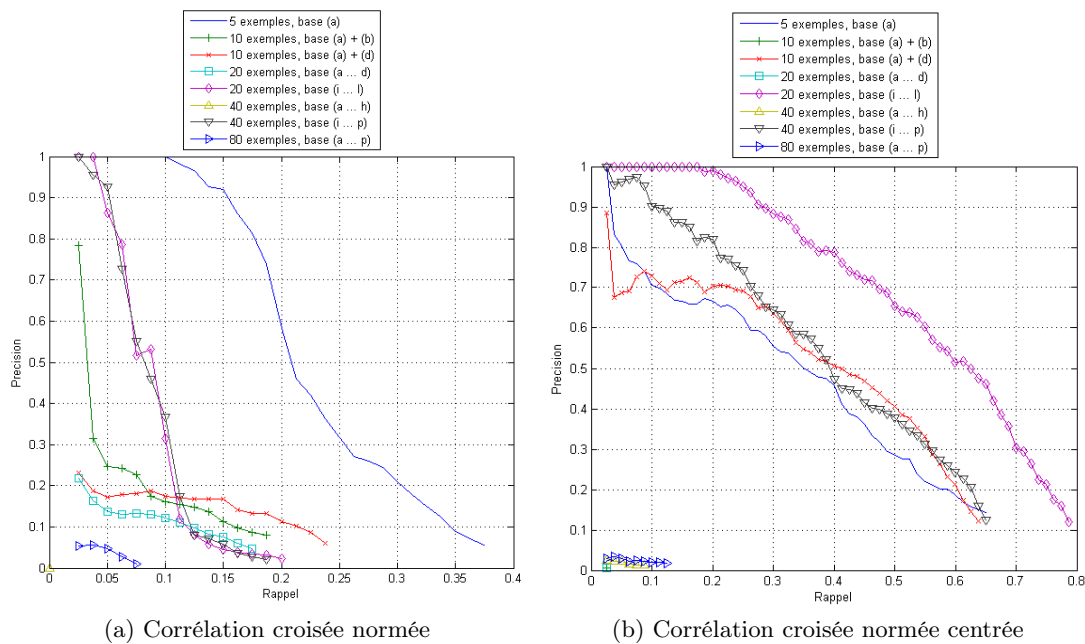 5 exemples, base (a)
10 exemples, base (a) + (b)
10 exemples, base (a) + (d)
20 exemples, base (a ... d)
20 exemples, base (i ... l)
40 exemples, base (a ... h)
40 exemples, base (i ... p)
80 exemples, base (a ... p)
1
0.9
0.8
0.7
0.6
0.5
0.4
0.3
0.2
0.1
0
Precision
0
0.05
0.1
0.15
0.2
0.25
0.3
0.35
0.4
Rappel
(a) Corrélation croisée normée
5 exemples, base (a)
10 exemples, base (a) + (b)
10 exemples, base (a) + (d)
20 exemples, base (a ... d)
20 exemples, base (i ... l)
40 exemples, base (a ... h)
40 exemples, base (i ... p)
80 exemples, base (a ... p)
1
0.9
0.8
0.7
0.6
0.5
0.4
0.3
0.2
0.1
0
Precision
0
0.1
0.2
0.3
0.4
0.5
0.6
0.7
0.8
Rappel
(b) Corrélation croisée normée centrée